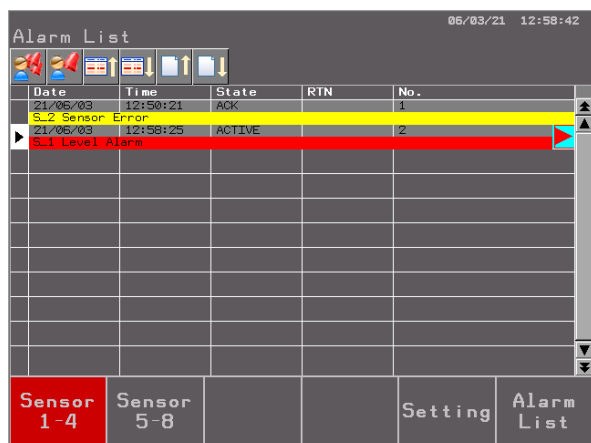 06/03/21 12:58:42
Alarm List
Date Time State RTN No.
21/06/03 12:50:21 ACK 1
S_2 Sensor Error
21/06/03 12:58:25 ACTIVE 2
S_1 Level Alarm
Sensor 1-4
Sensor 5-8
Setting
Alarm List